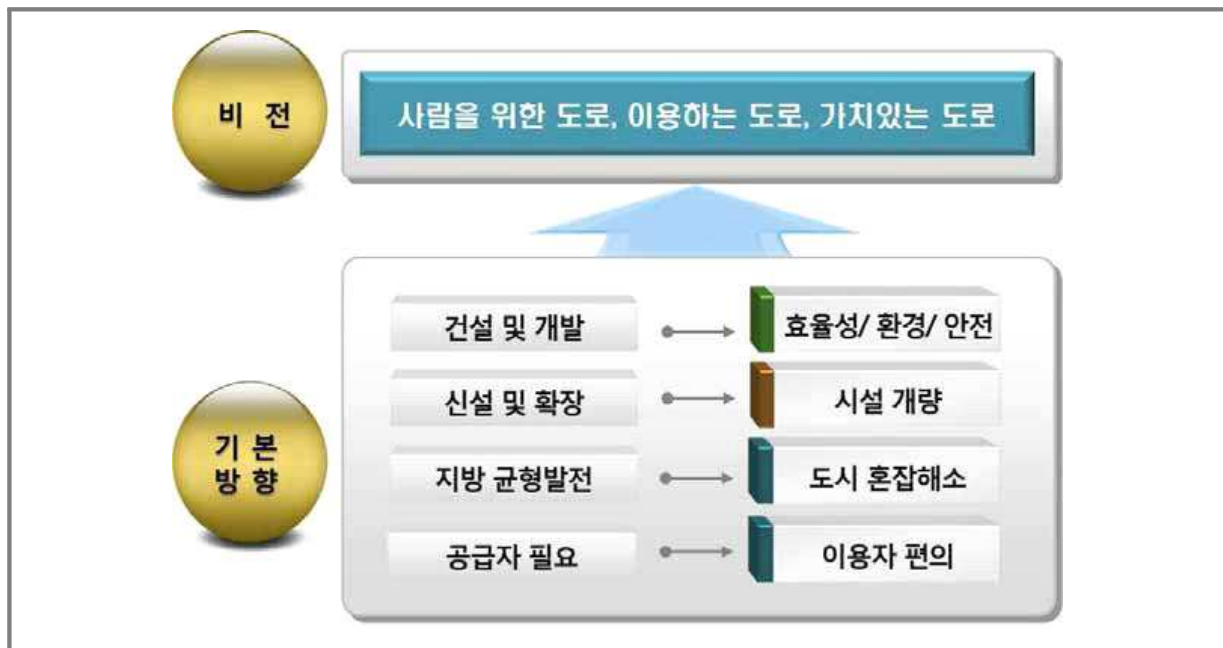 비 전
사람을 위한 도로, 이용하는 도로, 가치있는 도로
기 본
방 향
건설 및 개발
효율성/ 환경/ 안전
신설 및 확장
시설 개량
지방 균형발전
도시 혼잡해소
공급자 필요
이용자 편의